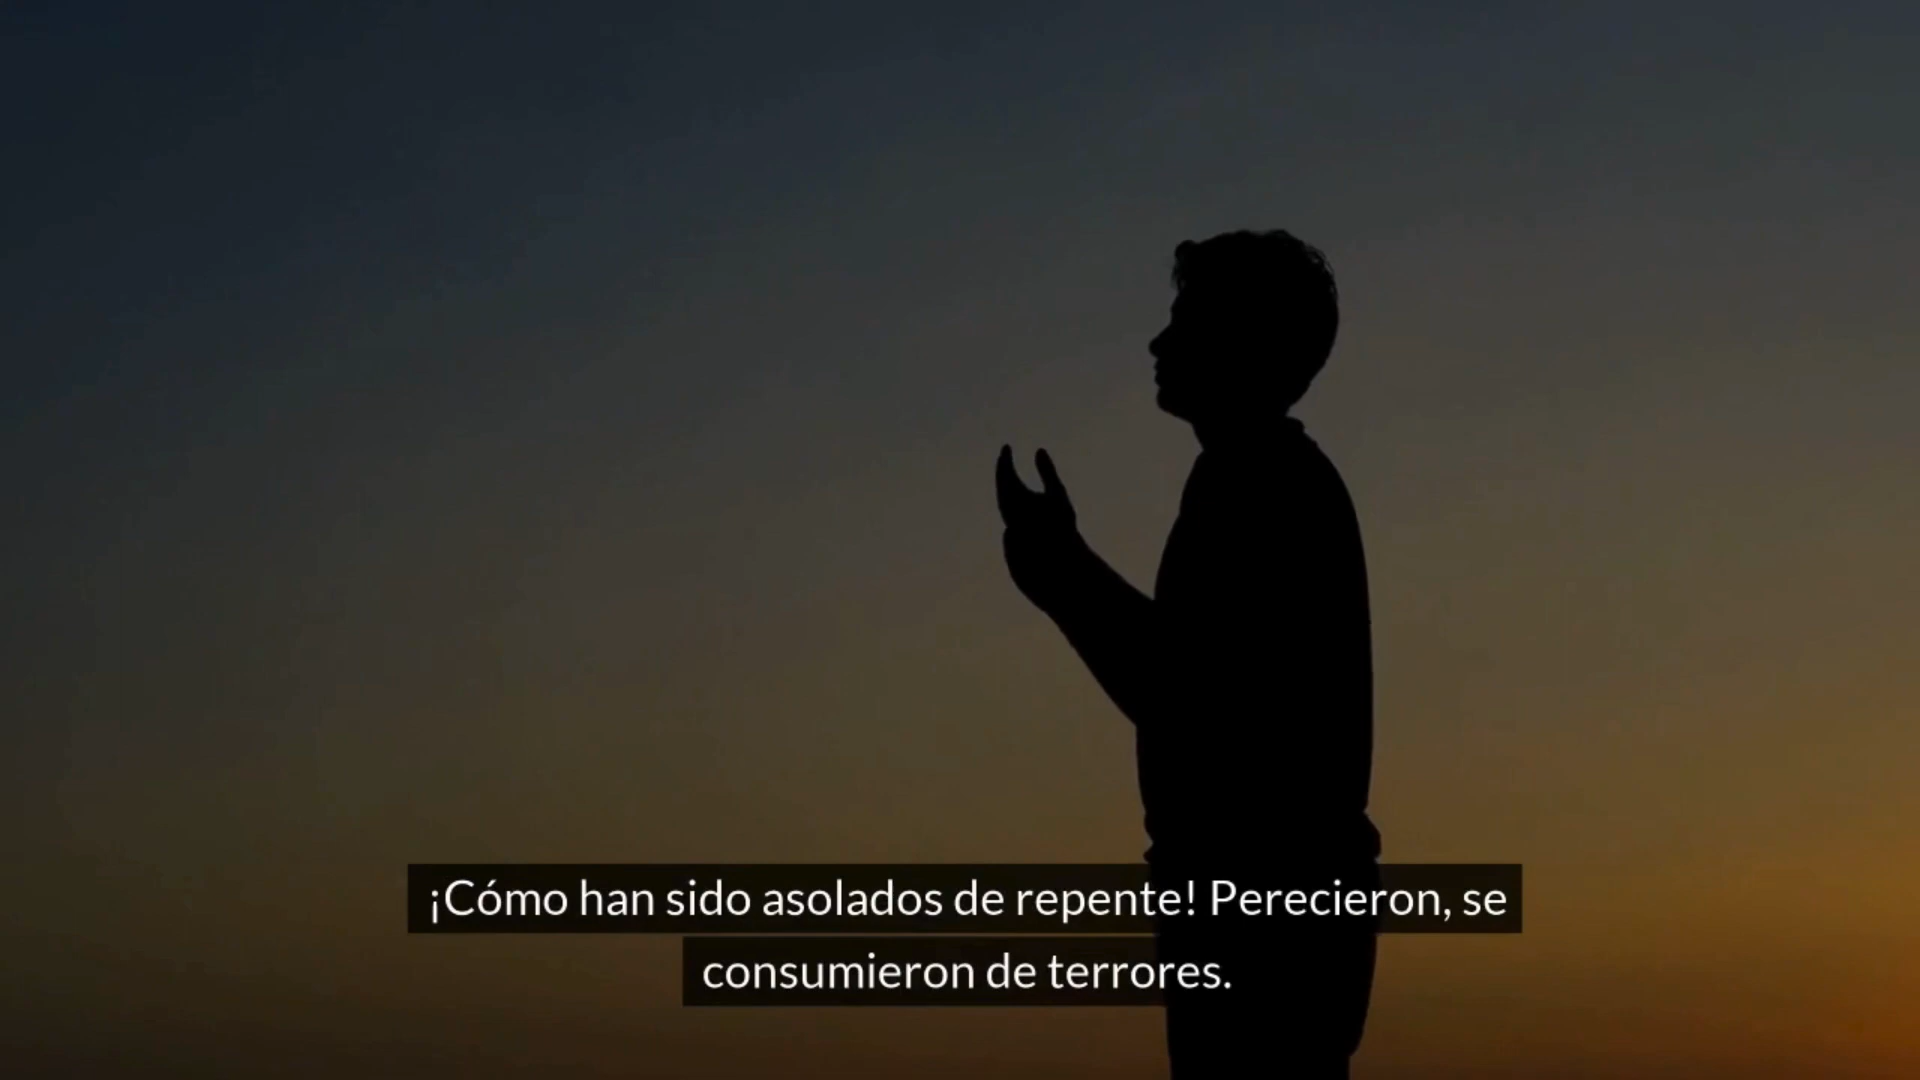 ¡Cómo han sido asolados de repente! Perecieron, se
consumieron de terrores.